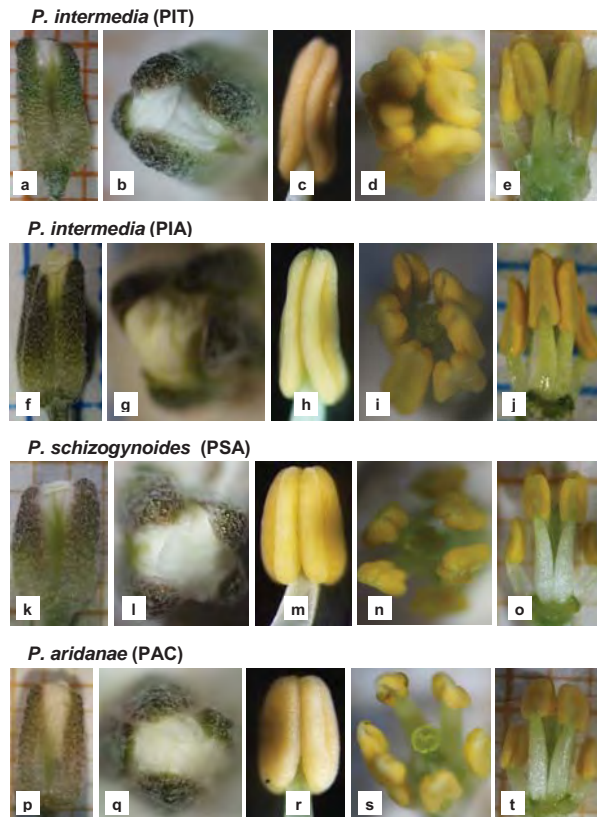 P. intermedia (PIT)
a b c d e
P. intermedia (PIA)
f g h i j
P. schizogynoides (PSA)
k l m n o
P. aridanae (PAC)
p q r s t